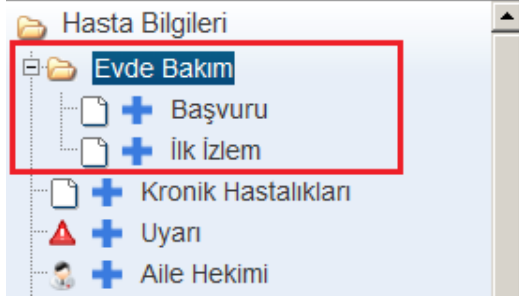 Hasta Bilgileri
Evde Bakım
Başvuru
İlk İzlem
Kronik Hastalıkları
Uyarı
Aile Hekimi